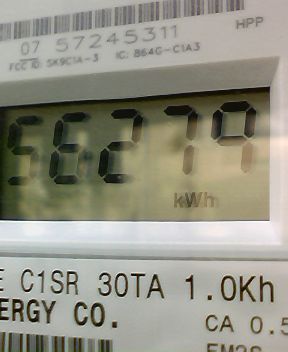 HPP
07 57245311
FCC ID: SK9C1A-3 IC: 864G-C1A3
56279
kWh
E C1SR 30TA 1.0Kh
ERGY CO.
CA 0.5